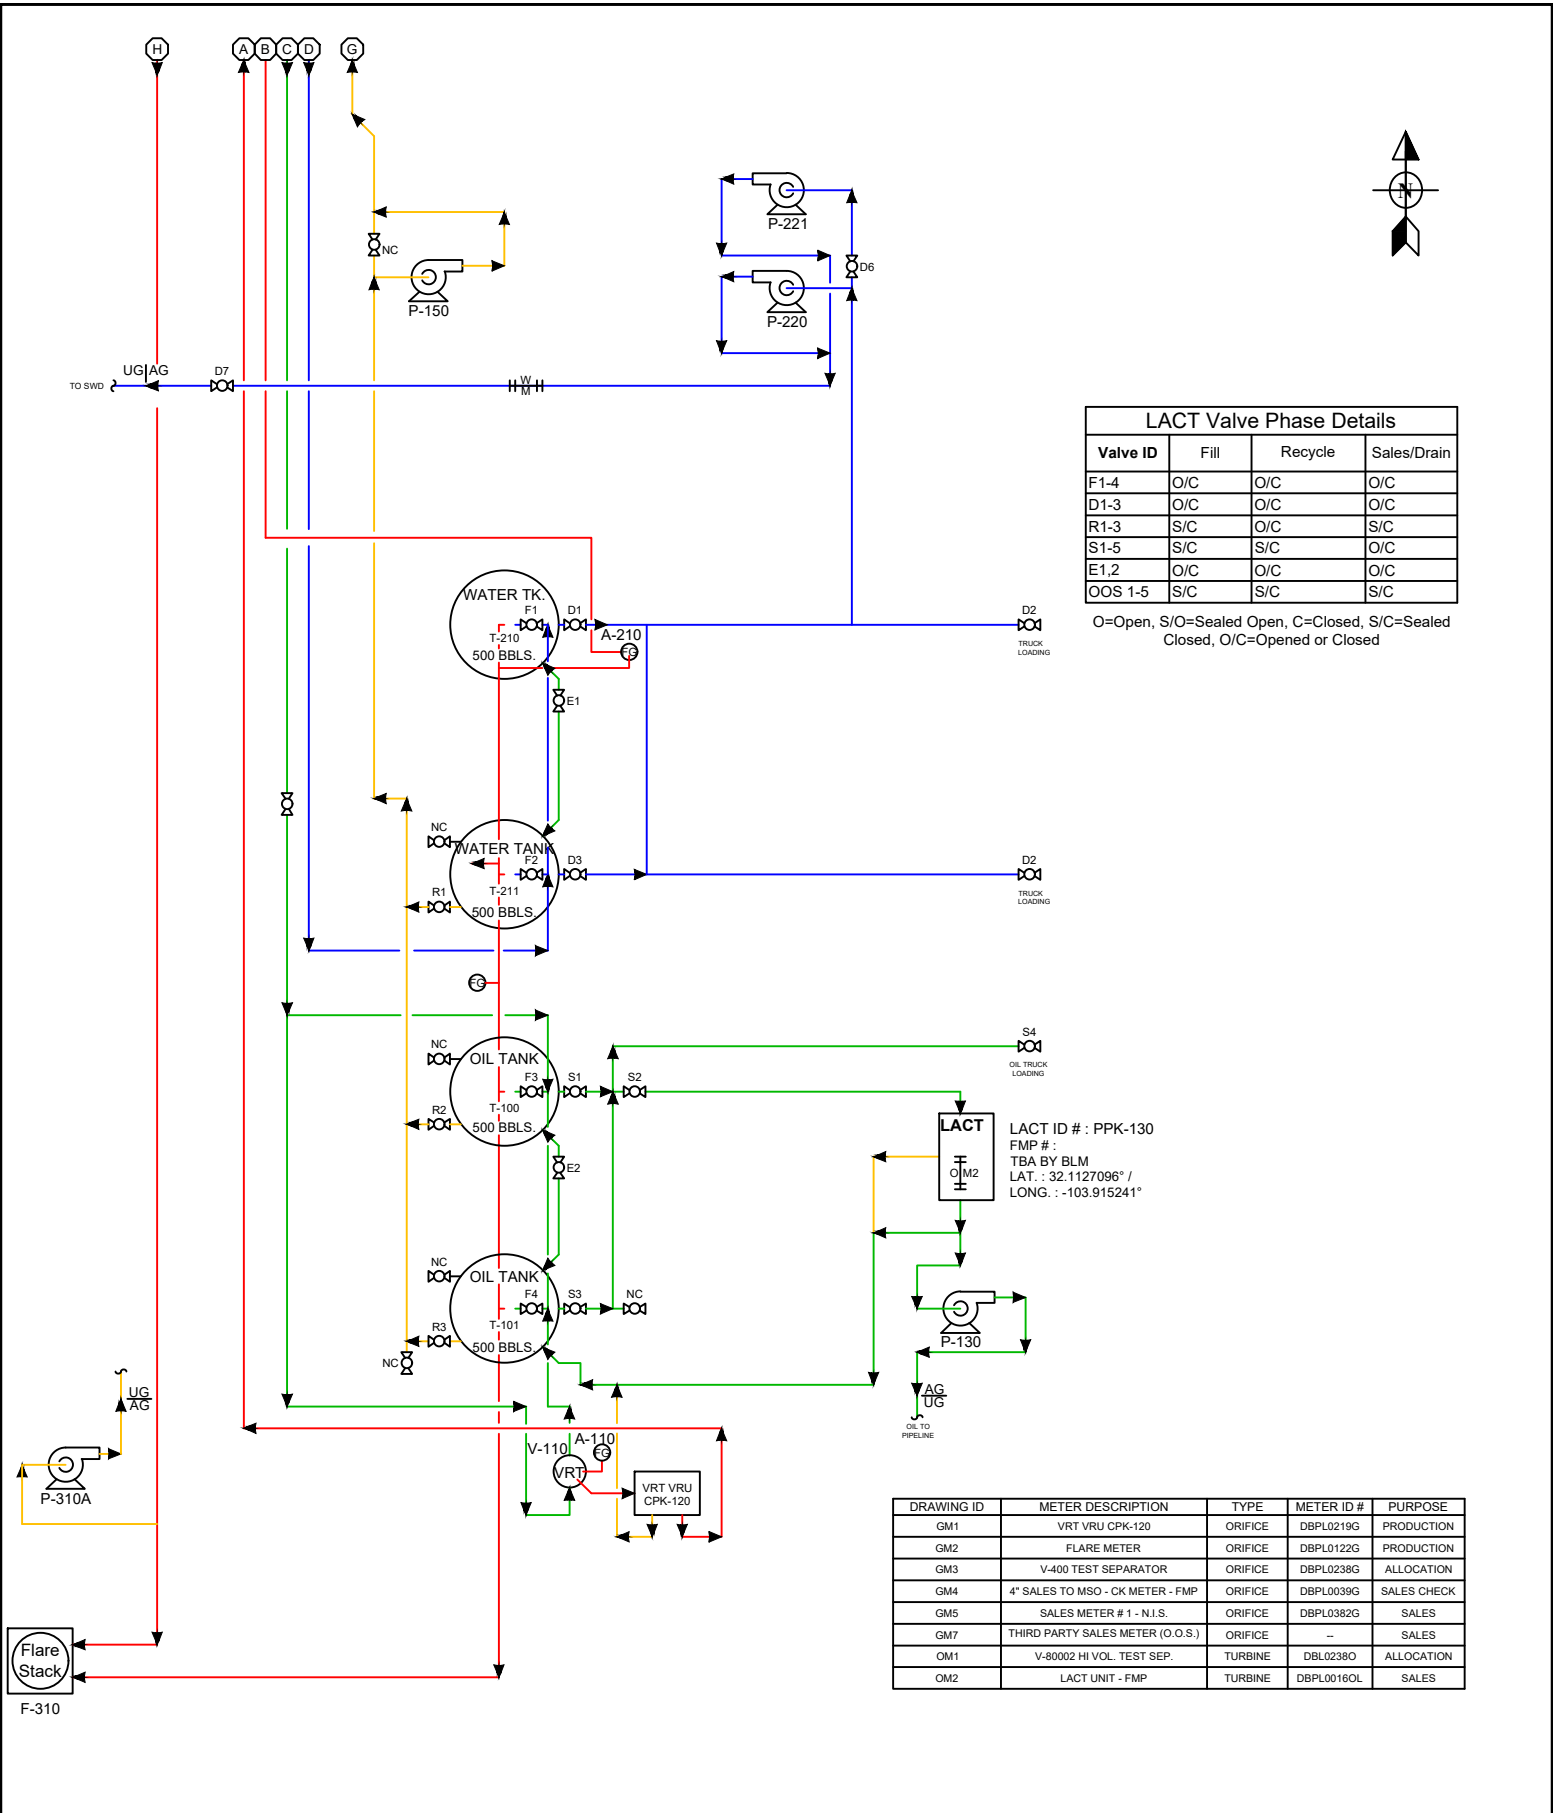 H
A
B
C
D
G
N
P-221
D6
P-150
NC
P-220
UG|AG
D7
TO SWD
W
M
LACT Valve Phase Details
Valve ID Fill Recycle Sales/Drain
F1-4 O/C O/C O/C
D1-3 O/C O/C O/C
R1-3 S/C O/C S/C
S1-5 S/C S/C O/C
E1,2 O/C O/C O/C
OOS 1-5 S/C S/C S/C
O=Open, S/O=Sealed Open, C=Closed, S/C=Sealed
Closed, O/C=Opened or Closed
WATER TK.
F1
D1
T-210
500 BBLS.
A-210
FG
D2
TRUCK
LOADING
E1
NC
WATER TANK
F2
D3
T-211
R1
500 BBLS.
D2
TRUCK
LOADING
FG
NC
OIL TANK
F3
S1
S2
T-100
R2
500 BBLS.
S4
OIL TRUCK
LOADING
E2
LACT
O M2
LACT ID # : PPK-130
FMP # :
TBA BY BLM
LAT. : 32.1127096° /
LONG. : -103.915241°
NC
OIL TANK
F4
S3
NC
T-101
R3
500 BBLS.
NC
P-130
AG
UG
OIL TO
PIPELINE
UG
AG
P-310A
V-110
A-110
FG
VRT
VRT VRU
CPK-120
Flare
Stack
F-310
DRAWING ID METER DESCRIPTION TYPE METER ID # PURPOSE
GM1 VRT VRU CPK-120 ORIFICE DBPL0219G PRODUCTION
GM2 FLARE METER ORIFICE DBPL0122G PRODUCTION
GM3 V-400 TEST SEPARATOR ORIFICE DBPL0238G ALLOCATION
GM4 4" SALES TO MSO - CK METER - FMP ORIFICE DBPL0039G SALES CHECK
GM5 SALES METER # 1 - N.I.S. ORIFICE DBPL0382G SALES
GM7 THIRD PARTY SALES METER (O.O.S.) ORIFICE -- SALES
OM1 V-80002 HI VOL. TEST SEP. TURBINE DBL0238O ALLOCATION
OM2 LACT UNIT - FMP TURBINE DBPL0016OL SALES